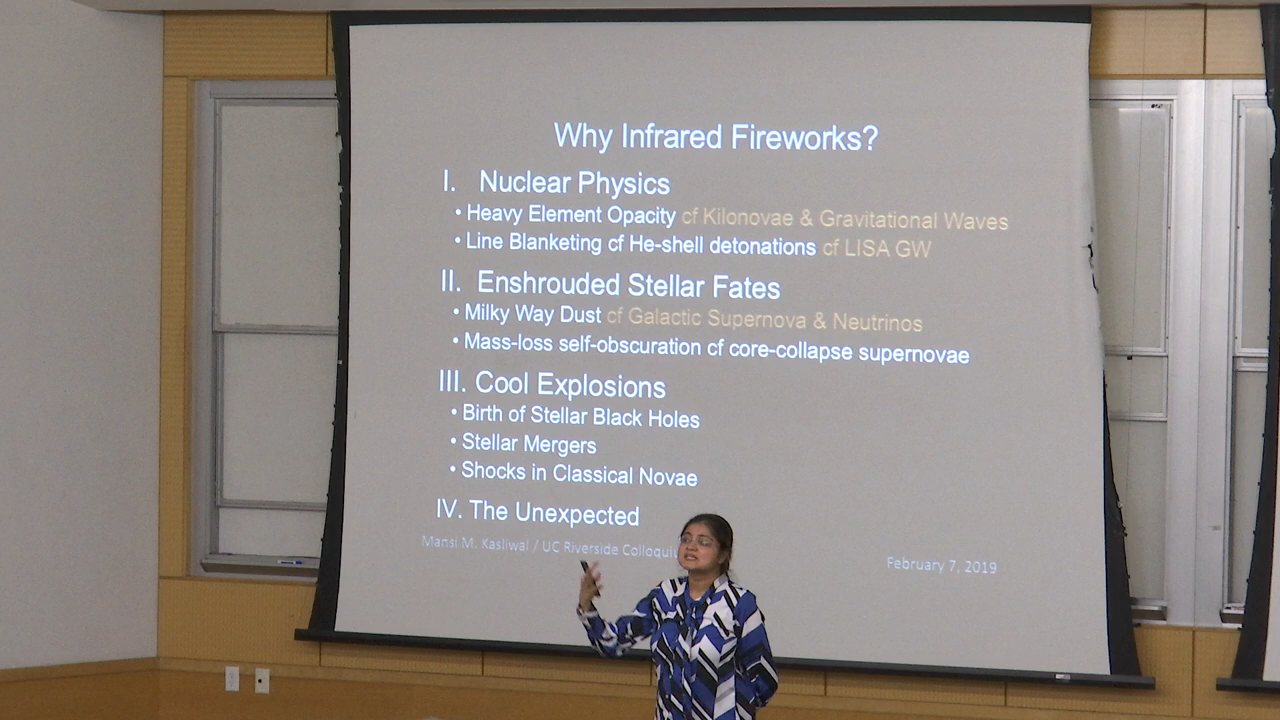 Why Infrared Fireworks?
I. Nuclear Physics
• Heavy Element Opacity cf Kilonovae & Gravitational Waves
• Line Blanketing cf He-shell detonations cf LISA GW
II. Enshrouded Stellar Fates
• Milky Way Dust cf Galactic Supernova & Neutrinos
• Mass-loss self-obscuration cf core-collapse supernovae
III. Cool Explosions
• Birth of Stellar Black Holes
• Stellar Mergers
• Shocks in Classical Novae
IV. The Unexpected
Mansi M. Kasliwal / UC Riverside Colloqui
February 7, 2019